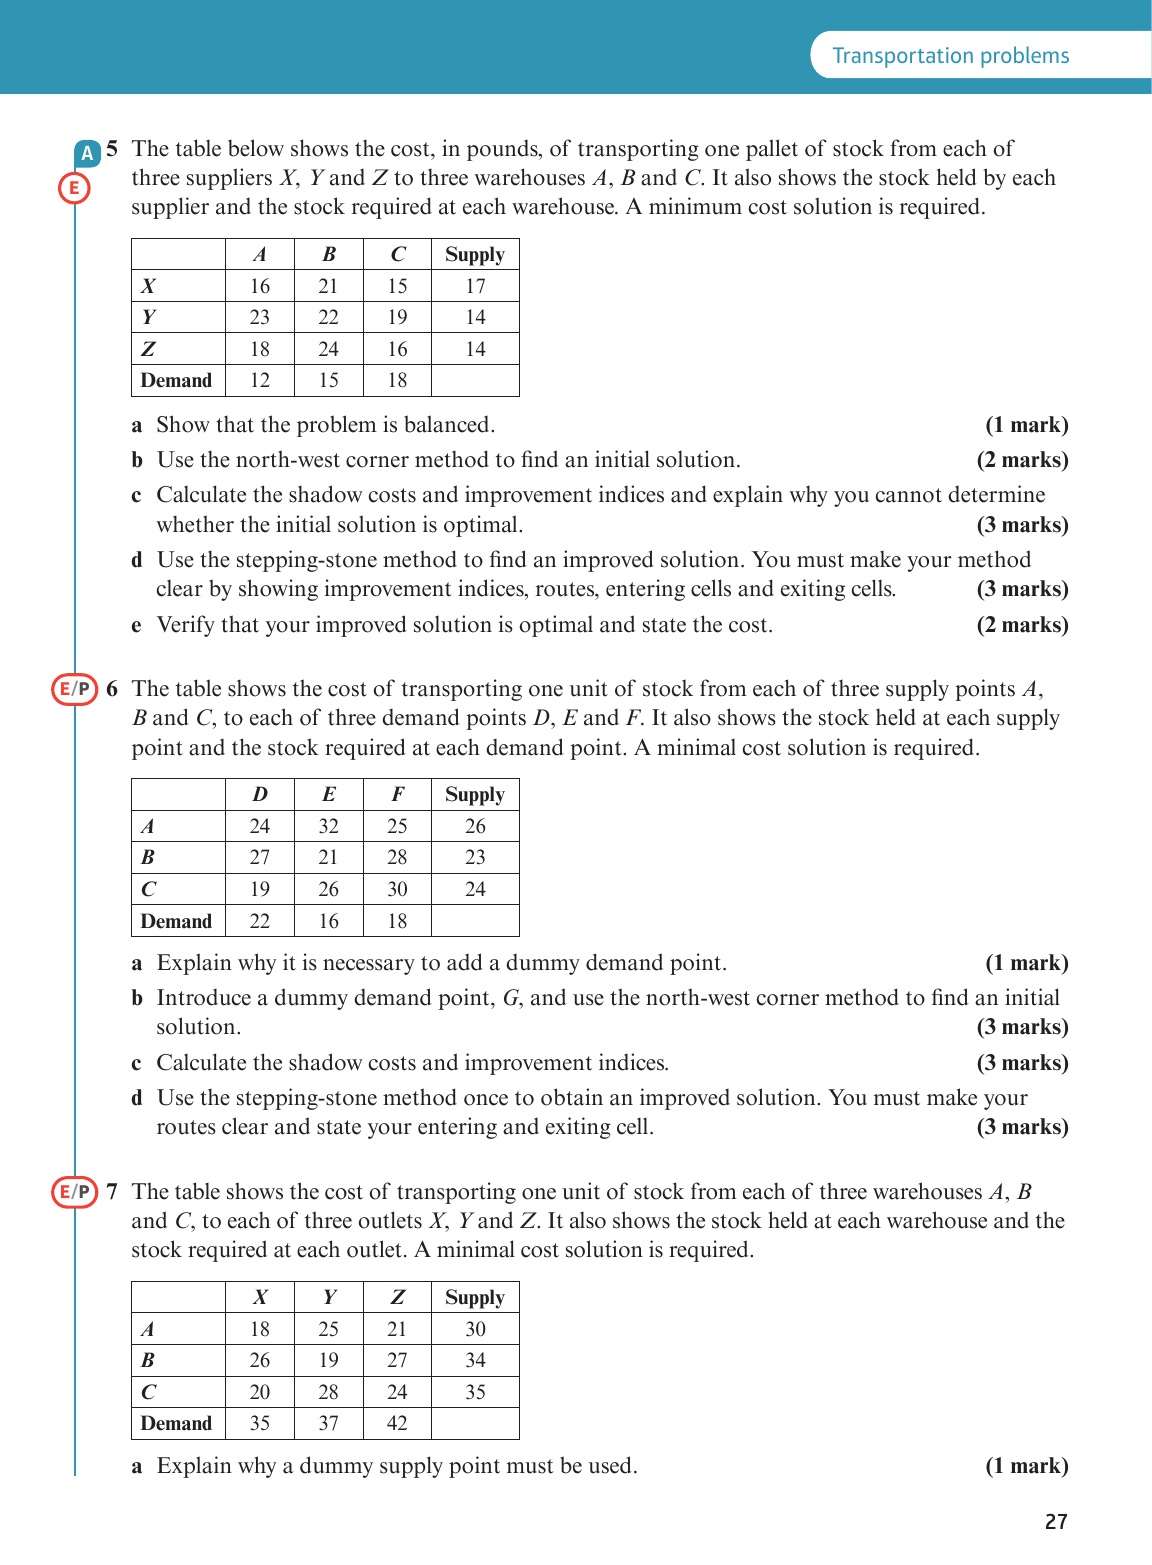 Transportation problems
A 5 The table below shows the cost, in pounds, of transporting one pallet of stock from each of
E three suppliers X, Y and Z to three warehouses A, B and C. It also shows the stock held by each
supplier and the stock required at each warehouse. A minimum cost solution is required.
A B C Supply
X 16 21 15 17
Y 23 22 19 14
Z 18 24 16 14
Demand 12 15 18
a Show that the problem is balanced. (1 mark)
b Use the north-west corner method to find an initial solution. (2 marks)
c Calculate the shadow costs and improvement indices and explain why you cannot determine
whether the initial solution is optimal. (3 marks)
d Use the stepping-stone method to find an improved solution. You must make your method
clear by showing improvement indices, routes, entering cells and exiting cells. (3 marks)
e Verify that your improved solution is optimal and state the cost. (2 marks)
E/P 6 The table shows the cost of transporting one unit of stock from each of three supply points A,
B and C, to each of three demand points D, E and F. It also shows the stock held at each supply
point and the stock required at each demand point. A minimal cost solution is required.
D E F Supply
A 24 32 25 26
B 27 21 28 23
C 19 26 30 24
Demand 22 16 18
a Explain why it is necessary to add a dummy demand point. (1 mark)
b Introduce a dummy demand point, G, and use the north-west corner method to find an initial
solution. (3 marks)
c Calculate the shadow costs and improvement indices. (3 marks)
d Use the stepping-stone method once to obtain an improved solution. You must make your
routes clear and state your entering and exiting cell. (3 marks)
E/P 7 The table shows the cost of transporting one unit of stock from each of three warehouses A, B
and C, to each of three outlets X, Y and Z. It also shows the stock held at each warehouse and the
stock required at each outlet. A minimal cost solution is required.
X Y Z Supply
A 18 25 21 30
B 26 19 27 34
C 20 28 24 35
Demand 35 37 42
a Explain why a dummy supply point must be used. (1 mark)
27